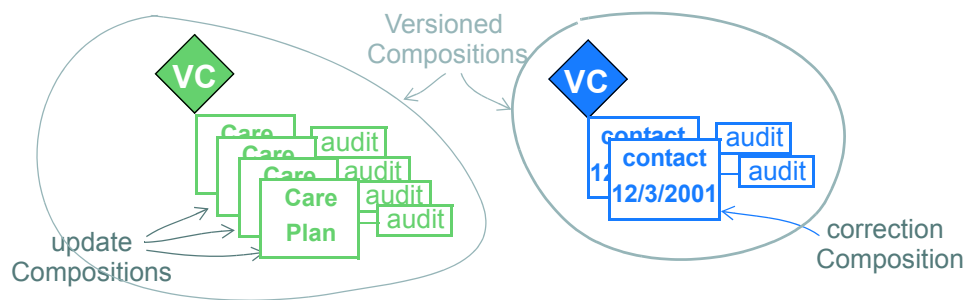 Versioned
Compositions
VC
Care
Care
Care
Care
Plan
audit
audit
audit
audit
update
Compositions
VC
contact
12
contact
12/3/2001
audit
audit
correction
Composition